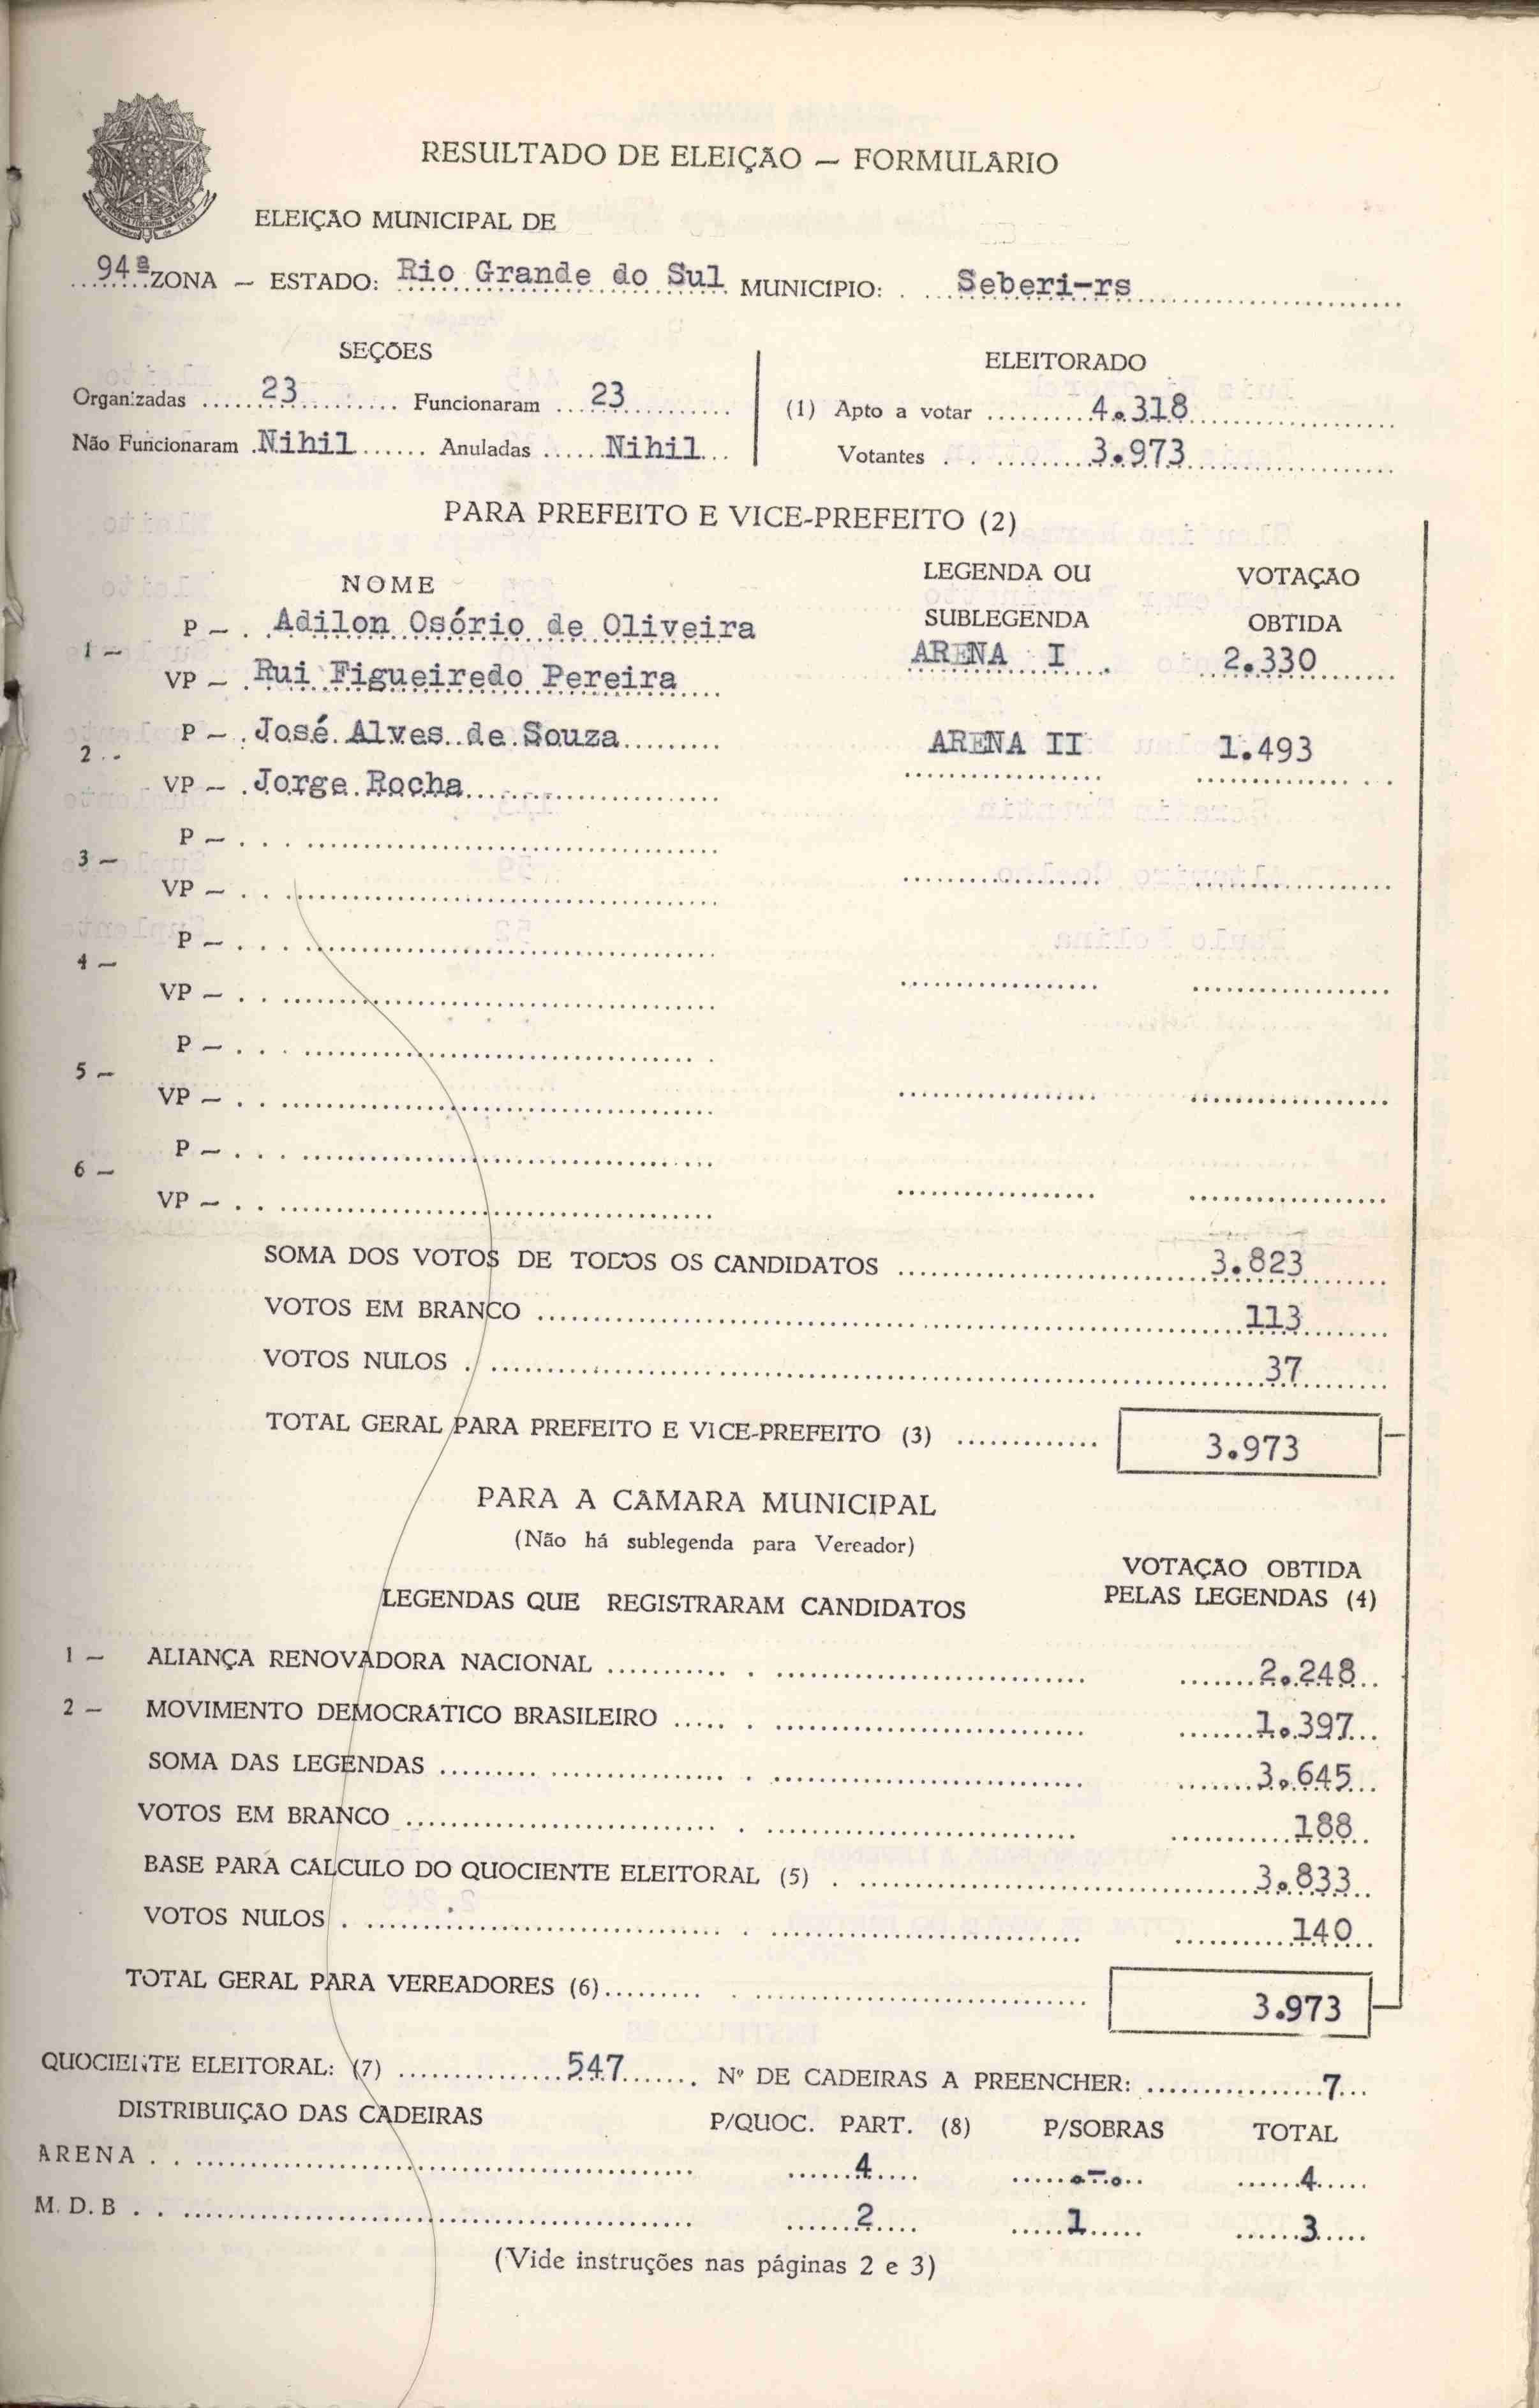 RESULTADO DE ELEIÇÃO — FORMULÁRIO
ELEIÇÃO MUNICIPAL DE
94ª ZONA — ESTADO: Rio Grande do Sul MUNICIPIO: Seberi-rs
SEÇÕES
ELEITORADO
Organizadas 23 Funcionaram 23
(1) Apto a votar 4.318
Não Funcionaram Nihil Anuladas Nihil
Votantes 3.973
PARA PREFEITO E VICE-PREFEITO (2)
NOME
LEGENDA OU SUBLEGENDA
VOTAÇÃO OBTIDA
1 —
P — Adilon Osório de Oliveira
VP — Rui Figueiredo Pereira
ARENA I
2.330
2 -
P — José Alves de Souza
ARENA II
1.493
VP — Jorge Rocha
3 —
P —
VP —
4 —
P —
VP —
5 —
P —
VP —
6 —
P —
VP —
SOMA DOS VOTOS DE TODOS OS CANDIDATOS 3.823
VOTOS EM BRANCO 113
VOTOS NULOS 37
TOTAL GERAL PARA PREFEITO E VICE-PREFEITO (3) 3.973
PARA A CÂMARA MUNICIPAL
(Não há sublegenda para Vereador)
LEGENDAS QUE REGISTRARAM CANDIDATOS
VOTAÇÃO OBTIDA PELAS LEGENDAS (4)
1 — ALIANÇA RENOVADORA NACIONAL 2.248
2 — MOVIMENTO DEMOCRÁTICO BRASILEIRO 1.397
SOMA DAS LEGENDAS 3.645
VOTOS EM BRANCO 188
BASE PARA CÁLCULO DO QUOCIENTE ELEITORAL (5) 3.833
VOTOS NULOS 140
TOTAL GERAL PARA VEREADORES (6) 3.973
QUOCIENTE ELEITORAL: (7) 547 Nº DE CADEIRAS A PREENCHER: 7
DISTRIBUIÇÃO DAS CADEIRAS P/QUOC. PART. (8) P/SOBRAS TOTAL
ARENA 4 .-. 4
M.D.B 2 1 3
(Vide instruções nas páginas 2 e 3)